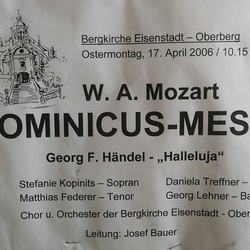 Bergkirche Eisenstadt – Oberberg
Ostermontag, 17. April 2006 / 10.15
W. A. Mozart
OMINICUS-MES
Georg F. Händel - „Halleluja“
Stefanie Kopinits – Sopran Daniela Treffner –
Matthias Federer – Tenor Georg Lehner – Ba
Chor u. Orchester der Bergkirche Eisenstadt - Ober
Leitung: Josef Bauer